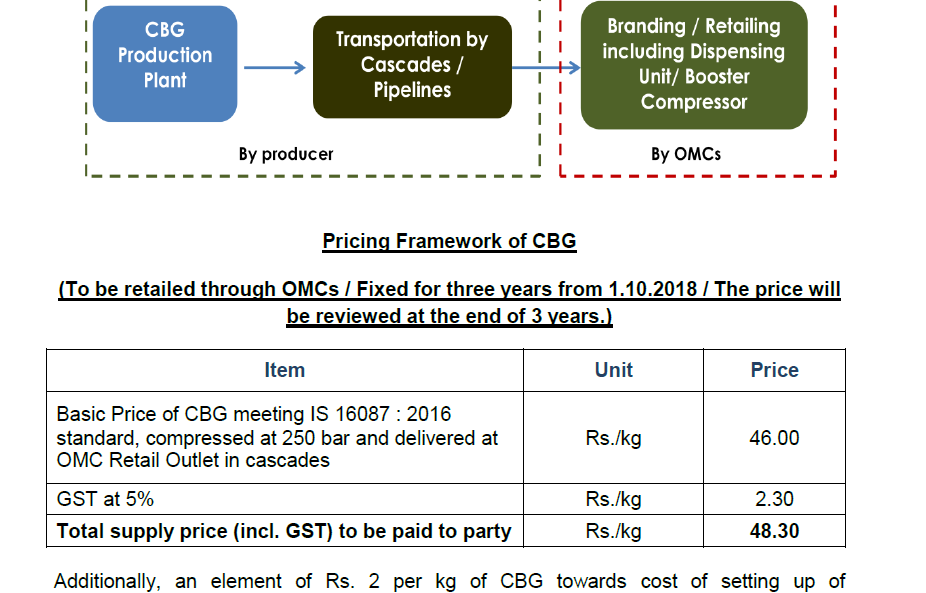 CBG
Production
Plant
Transportation by
Cascades /
Pipelines
Branding / Retailing
including Dispensing
Unit/ Booster
Compressor
By producer
By OMCs
Pricing Framework of CBG
(To be retailed through OMCs / Fixed for three years from 1.10.2018 / The price will
be reviewed at the end of 3 years.)
Item Unit Price
Basic Price of CBG meeting IS 16087 : 2016
standard, compressed at 250 bar and delivered at
OMC Retail Outlet in cascades
Rs./kg 46.00
GST at 5% Rs./kg 2.30
Total supply price (incl. GST) to be paid to party Rs./kg 48.30
Additionally, an element of Rs. 2 per kg of CBG towards cost of setting up of